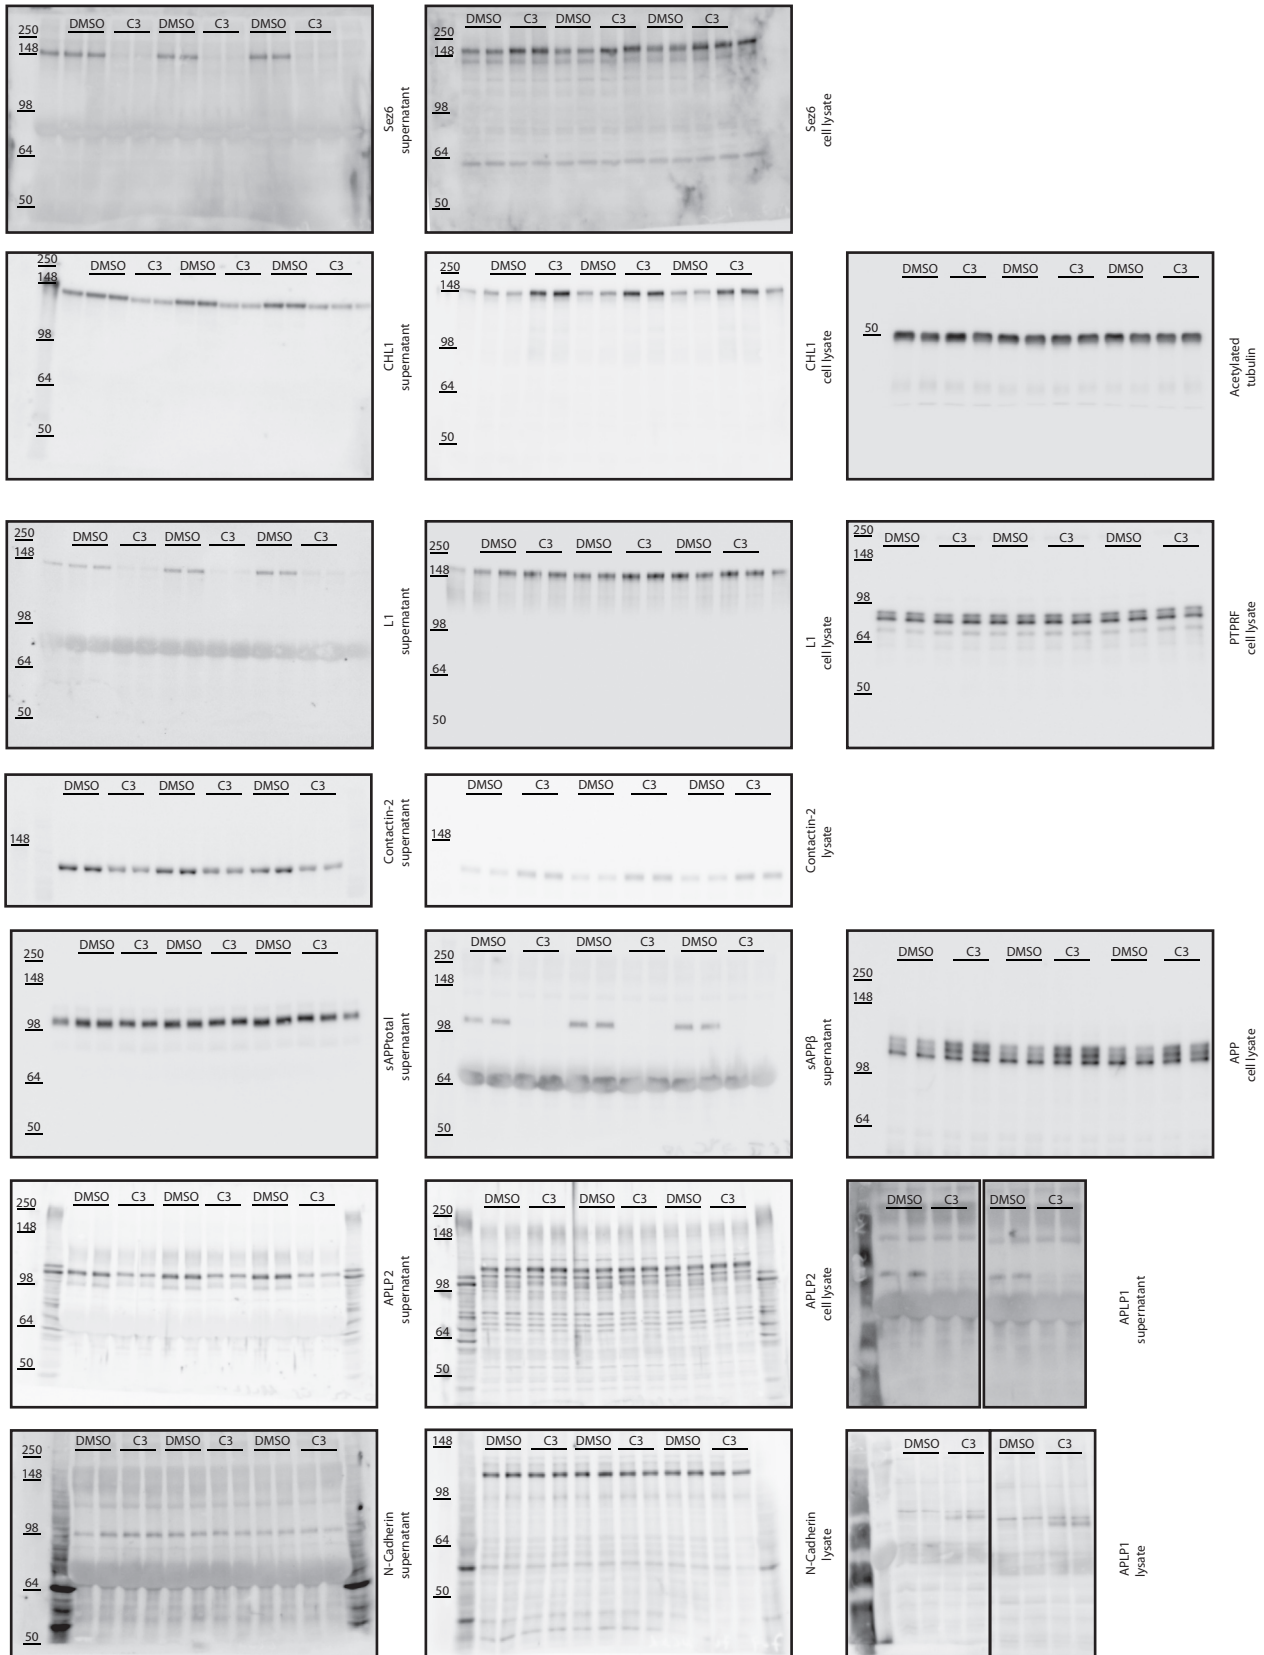 DMSO C3 DMSO C3 DMSO C3
250
148
98
64
50
Sez6
supernatant
DMSO C3 DMSO C3 DMSO C3
250
148
98
64
50
Sez6
cell lysate
DMSO C3 DMSO C3 DMSO C3
250
148
98
64
50
CHL1
supernatant
DMSO C3 DMSO C3 DMSO C3
250
148
98
64
50
CHL1
cell lysate
DMSO C3 DMSO C3 DMSO C3
50
Acetylated
tubulin
DMSO C3 DMSO C3 DMSO C3
250
148
98
64
50
L1
supernatant
DMSO C3 DMSO C3 DMSO C3
250
148
98
64
50
L1
cell lysate
DMSO C3 DMSO C3 DMSO C3
250
148
98
64
50
PTPRF
cell lysate
DMSO C3 DMSO C3 DMSO C3
148
Contactin-2
supernatant
DMSO C3 DMSO C3 DMSO C3
148
Contactin-2
lysate
DMSO C3 DMSO C3 DMSO C3
250
148
98
64
50
sAPPtotal
supernatant
DMSO C3 DMSO C3 DMSO C3
250
148
98
64
50
sAPPβ
supernatant
DMSO C3 DMSO C3 DMSO C3
250
148
98
64
APP
cell lysate
DMSO C3 DMSO C3 DMSO C3
250
148
98
64
50
APLP2
supernatant
DMSO C3 DMSO C3 DMSO C3
250
148
98
64
50
APLP2
cell lysate
DMSO C3 DMSO C3
APLP1
supernatant
DMSO C3 DMSO C3 DMSO C3
250
148
98
64
50
N-Cadherin
supernatant
DMSO C3 DMSO C3 DMSO C3
148
98
64
50
N-Cadherin
lysate
DMSO C3 DMSO C3
APLP1
lysate